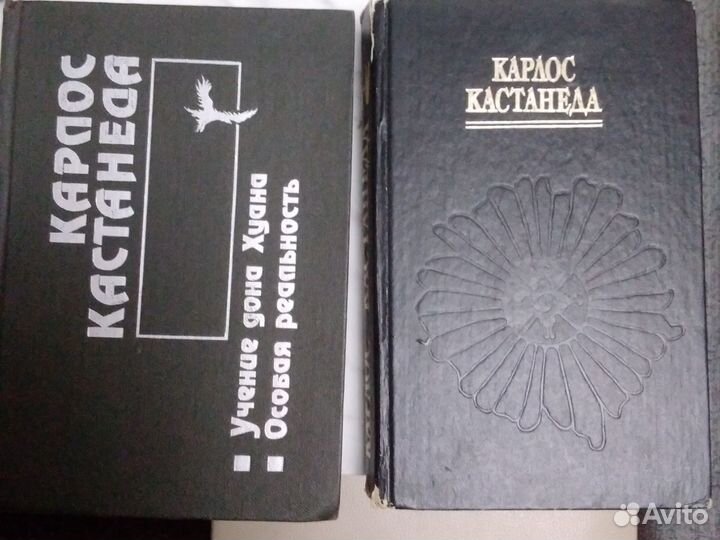 КАРЛОС
КАСТАНЕДА
Учение дона Хуана
Особая реальность
КАРЛОС
КАСТАНЕДА
Avito